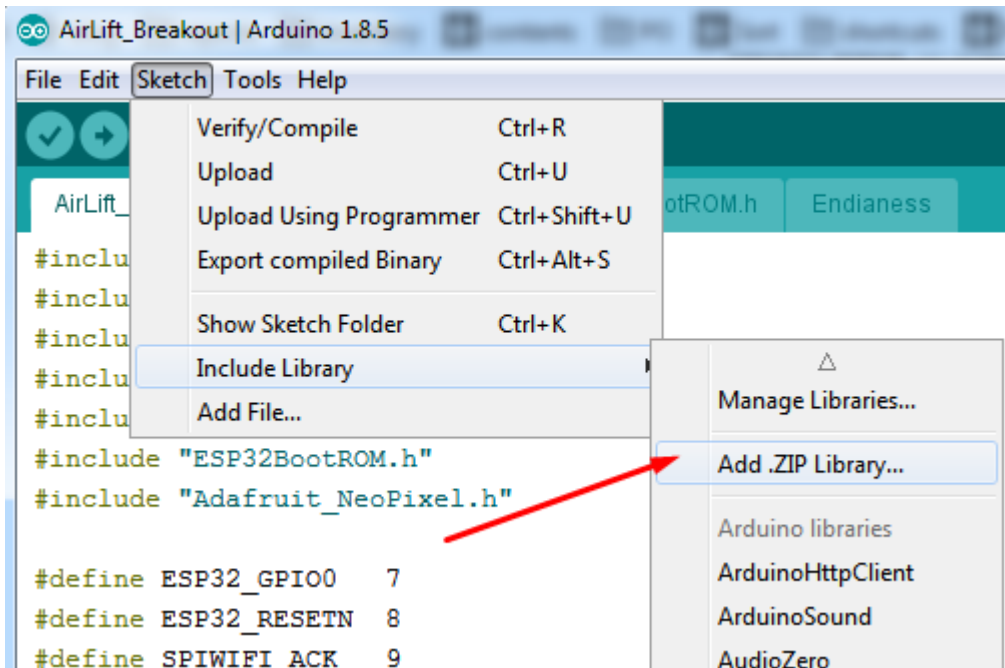 AirLift_Breakout | Arduino 1.8.5
File Edit Sketch Tools Help
Verify/Compile Ctrl+R
Upload Ctrl+U
Upload Using Programmer Ctrl+Shift+U
Export compiled Binary Ctrl+Alt+S
Show Sketch Folder Ctrl+K
Include Library
Add File...
AirLift_ otROM.h Endianess
#inclu
#inclu
#inclu
#inclu
#inclu
#include "ESP32BootROM.h"
#include "Adafruit_NeoPixel.h"
#define ESP32_GPIO0 7
#define ESP32_RESETN 8
#define SPIWIFI_ACK 9
Manage Libraries...
Add .ZIP Library...
Arduino libraries
ArduinoHttpClient
ArduinoSound
AudioZero